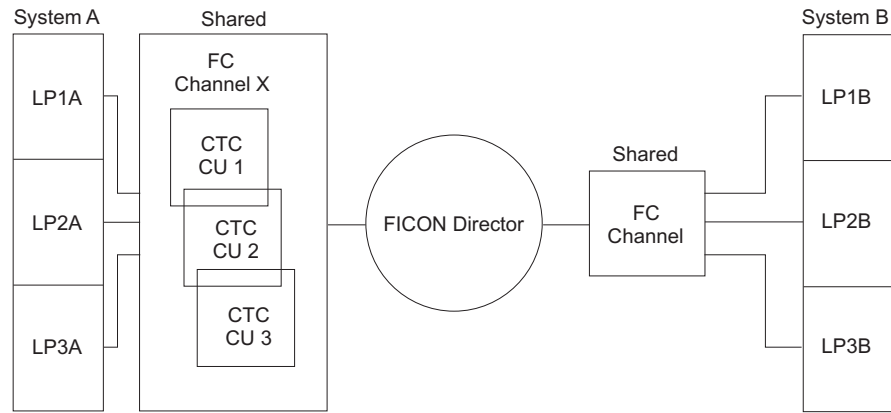 System A
Shared
System B
FC
Channel X
LP1A
LP1B
CTC
CU 1
Shared
LP2A
CTC
CU 2
FICON Director
FC
Channel
LP2B
CTC
CU 3
LP3A
LP3B